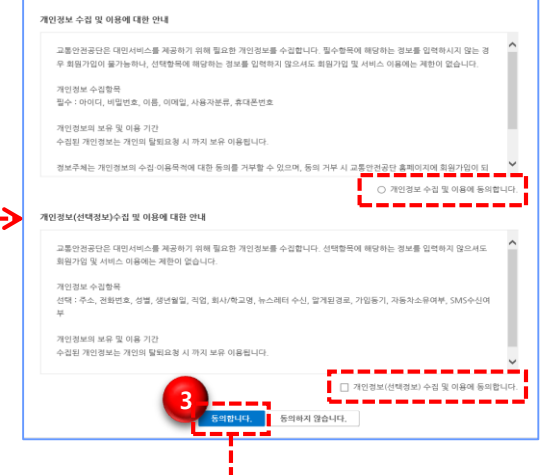 개인정보 수집 및 이용에 대한 안내
교통안전공단은 대민서비스를 제공하기 위해 필요한 개인정보를 수집합니다. 필수항목에 해당하는 정보를 입력하시지 않는 경
우 회원가입이 불가능하나, 선택항목에 해당하는 정보를 입력하지 않으셔도 회원가입 및 서비스 이용에는 제한이 없습니다.
개인정보 수집항목
필수 : 아이디, 비밀번호, 이름, 이메일, 사용자분류, 휴대폰번호
개인정보의 보유 및 이용 기간
수집된 개인정보는 개인의 탈퇴요청 시 까지 보유 이용됩니다.
정보주체는 개인정보의 수집·이용목적에 대한 동의를 거부할 수 있으며, 동의 거부 시 교통안전공단 홈페이지에 회원가입이 되
개인정보 수집 및 이용에 동의합니다.
개인정보(선택정보)수집 및 이용에 대한 안내
교통안전공단은 대민서비스를 제공하기 위해 필요한 개인정보를 수집합니다. 선택항목에 해당하는 정보를 입력하지 않으셔도
회원가입 및 서비스 이용에는 제한이 없습니다.
개인정보 수집항목
선택 : 주소, 전화번호, 성별, 생년월일, 직업, 회사/학교명, 뉴스레터 수신, 알게된경로, 가입동기, 자동차소유여부, SMS수신여
부
개인정보의 보유 및 이용 기간
수집된 개인정보는 개인의 탈퇴요청 시 까지 보유 이용됩니다.
개인정보(선택정보) 수집 및 이용에 동의합니다.
3
동의합니다. 동의하지 않습니다.